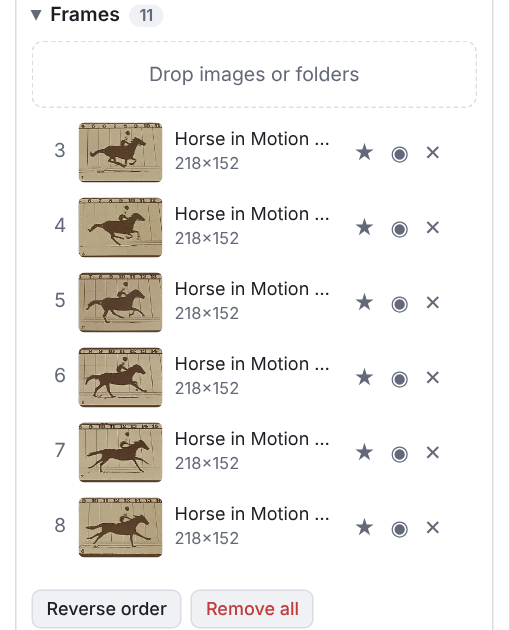 ▼ Frames 11
Drop images or folders
3 Horse in Motion ...
218×152
★ ◉ ✕
4 Horse in Motion ...
218×152
★ ◉ ✕
5 Horse in Motion ...
218×152
★ ◉ ✕
6 Horse in Motion ...
218×152
★ ◉ ✕
7 Horse in Motion ...
218×152
★ ◉ ✕
8 Horse in Motion ...
218×152
★ ◉ ✕
Reverse order Remove all